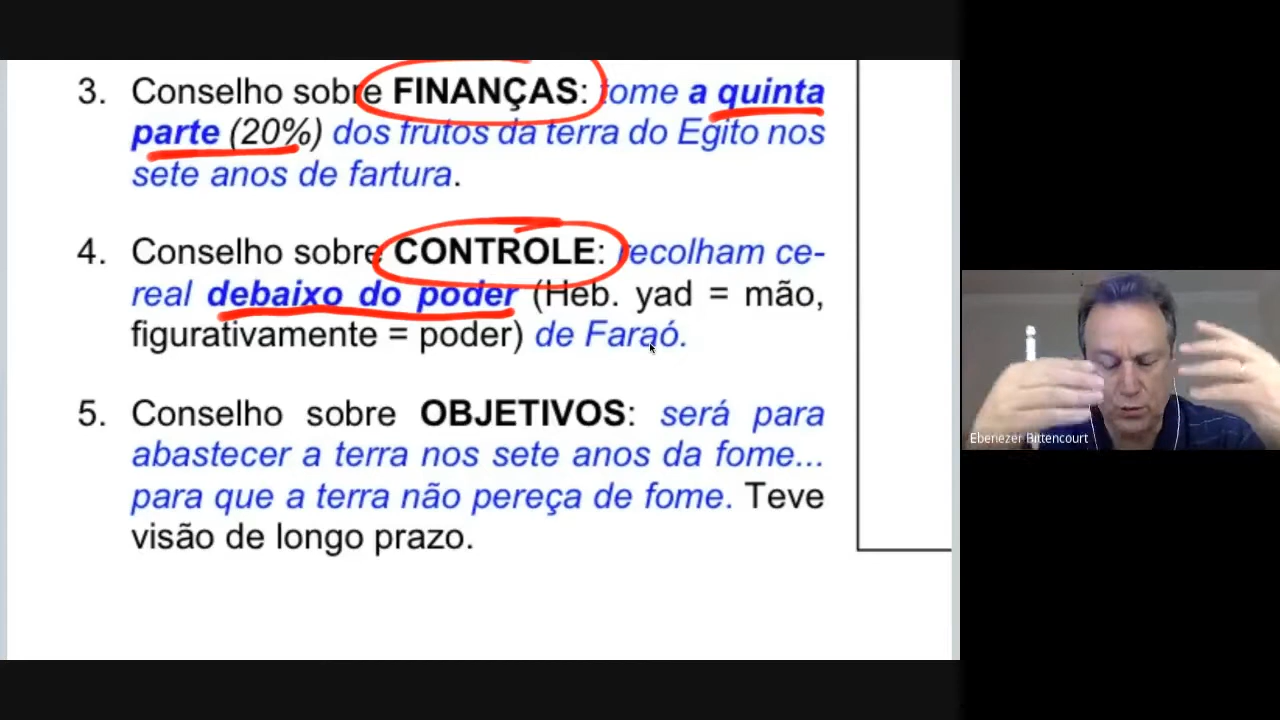 3. Conselho sobre FINANÇAS: tome a quinta
parte (20%) dos frutos da terra do Egito nos
sete anos de fartura.
4. Conselho sobre CONTROLE: recolham ce-
real debaixo do poder (Heb. yad = mão,
figurativamente = poder) de Faraó.
5. Conselho sobre OBJETIVOS: será para
abastecer a terra nos sete anos da fome...
para que a terra não pereça de fome. Teve
visão de longo prazo.
Ebenezer Bittencourt